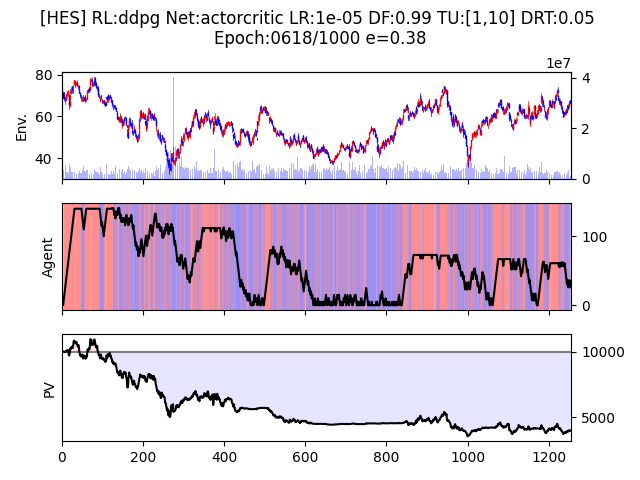 [HES] RL:ddpg Net:actorcritic LR:1e-05 DF:0.99 TU:[1,10] DRT:0.05
Epoch:0618/1000 e=0.38
1e7
80
60
40
Env.
4
2
0
Agent
100
0
PV
10000
5000
0 200 400 600 800 1000 1200